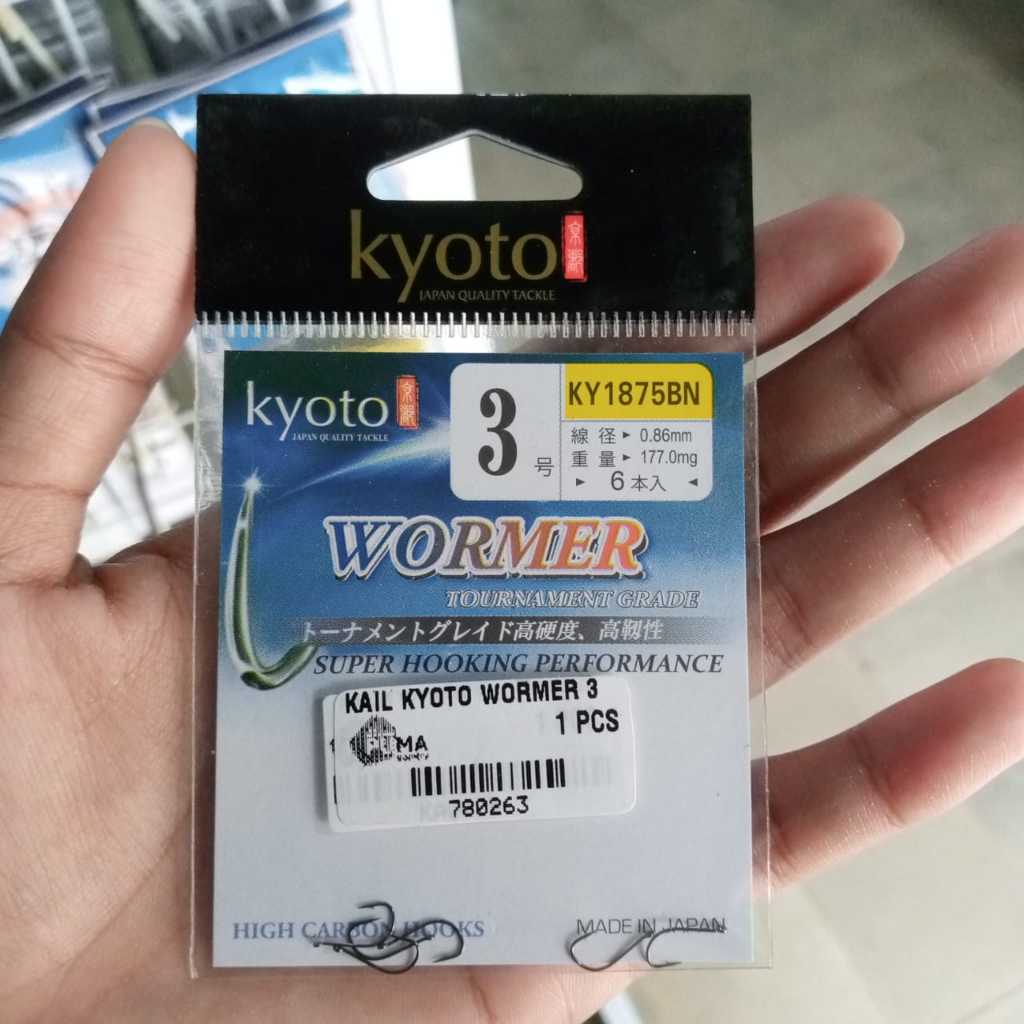 kyoto
京都
JAPAN QUALITY TACKLE
kyoto
京都
JAPAN QUALITY TACKLE
3号
KY1875BN
線径▶0.86mm
重量▶177.0mg
▶ 6本入 ◀
WORMER
TOURNAMENT GRADE
トーナメントグレイド高硬度、高靭性
SUPER HOOKING PERFORMANCE
KAIL KYOTO WORMER 3
1 PCS
780263
HIGH CARBON HOOKS
MADE IN JAPAN